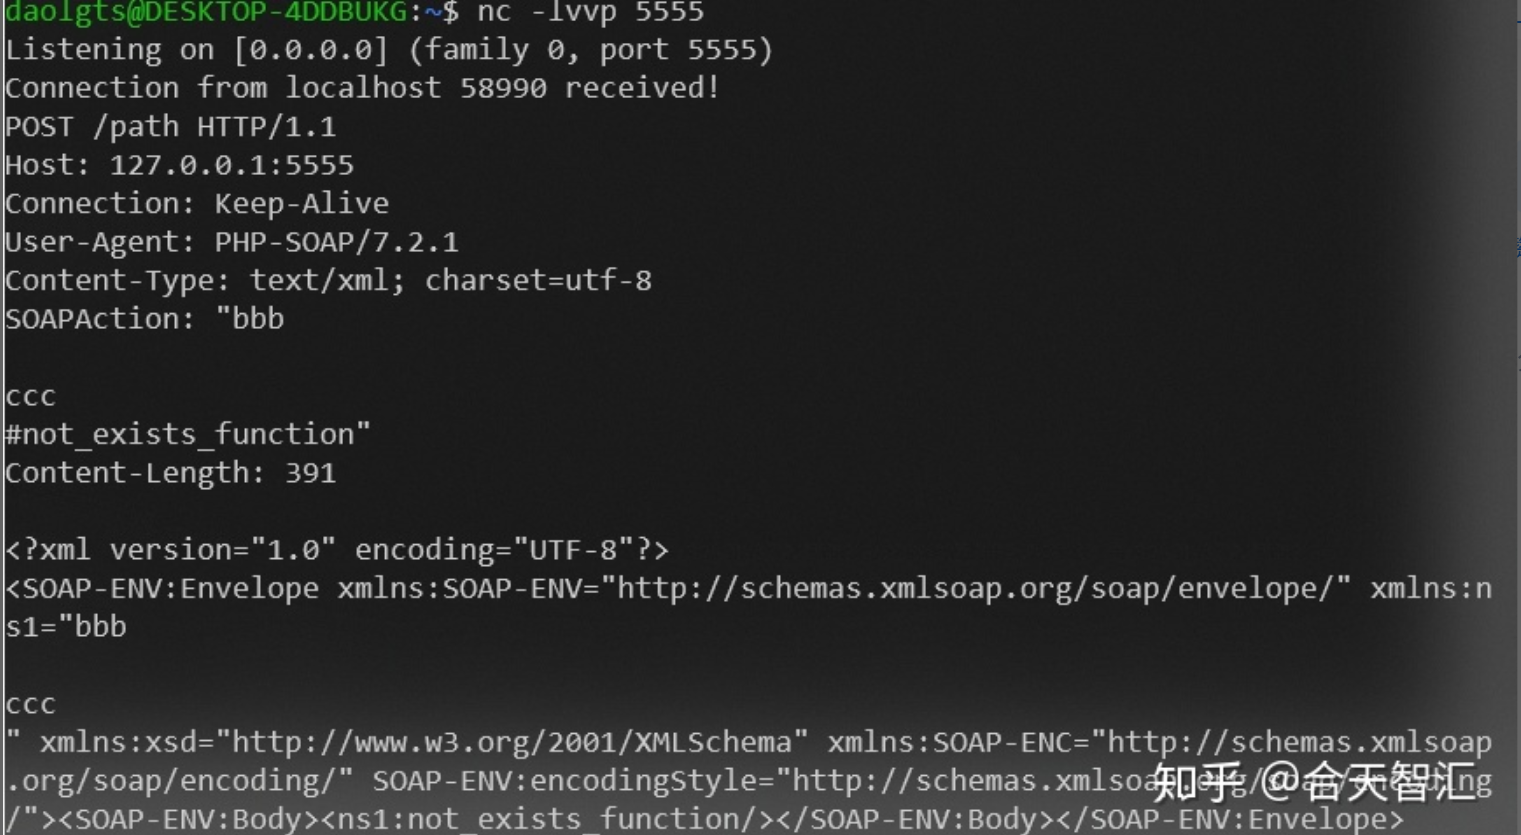 daolgts@DESKTOP-4DDBUKG:~$ nc -lvvp 5555
Listening on [0.0.0.0] (family 0, port 5555)
Connection from localhost 58990 received!
POST /path HTTP/1.1
Host: 127.0.0.1:5555
Connection: Keep-Alive
User-Agent: PHP-SOAP/7.2.1
Content-Type: text/xml; charset=utf-8
SOAPAction: "bbb
ccc
#not_exists_function"
Content-Length: 391
<?xml version="1.0" encoding="UTF-8"?>
<SOAP-ENV:Envelope xmlns:SOAP-ENV="http://schemas.xmlsoap.org/soap/envelope/" xmlns:n
s1="bbb
ccc
" xmlns:xsd="http://www.w3.org/2001/XMLSchema" xmlns:SOAP-ENC="http://schemas.xmlsoap
.org/soap/encoding/" SOAP-ENV:encodingStyle="http://schemas.xmlsoap.org/soap/encoding
/"><SOAP-ENV:Body><ns1:not_exists_function/></SOAP-ENV:Body></SOAP-ENV:Envelope>
知乎 @合天智汇